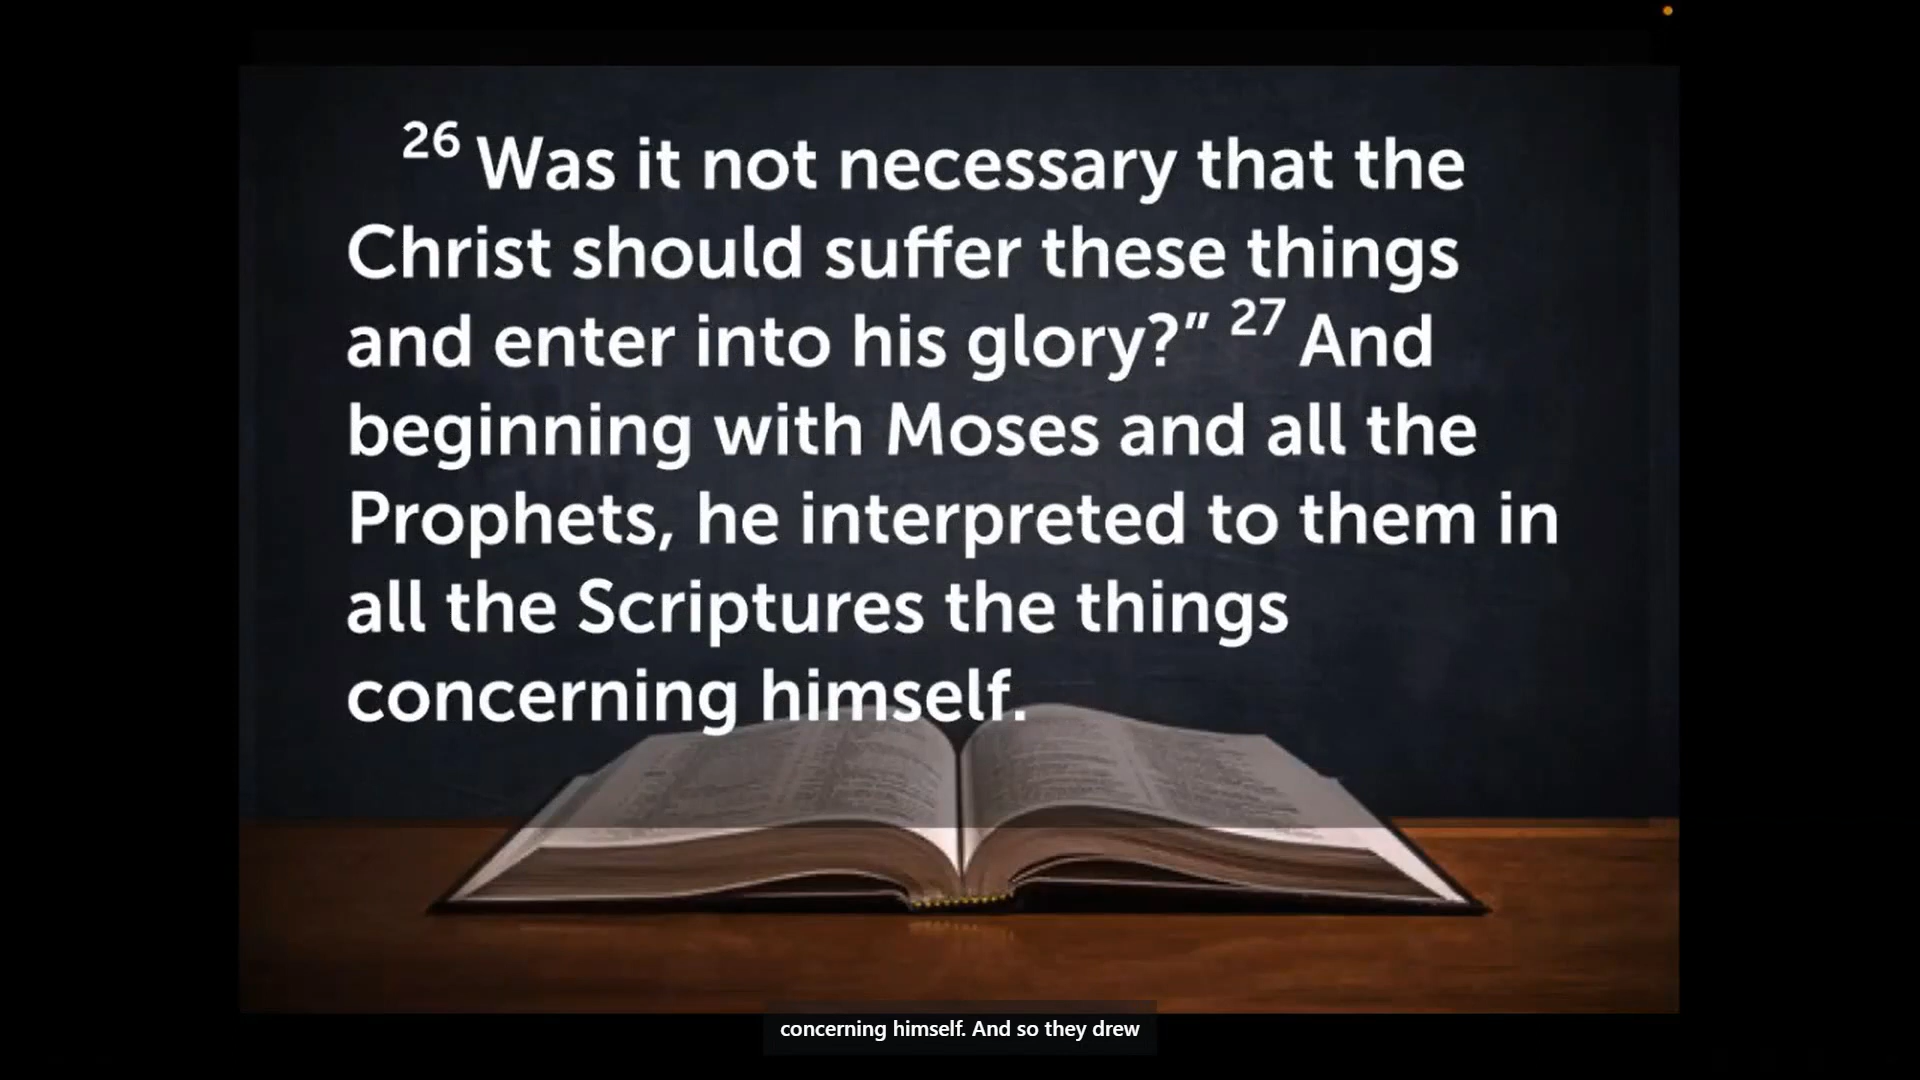 26 Was it not necessary that the
Christ should suffer these things
and enter into his glory?” 27 And
beginning with Moses and all the
Prophets, he interpreted to them in
all the Scriptures the things
concerning himself.
concerning himself. And so they drew